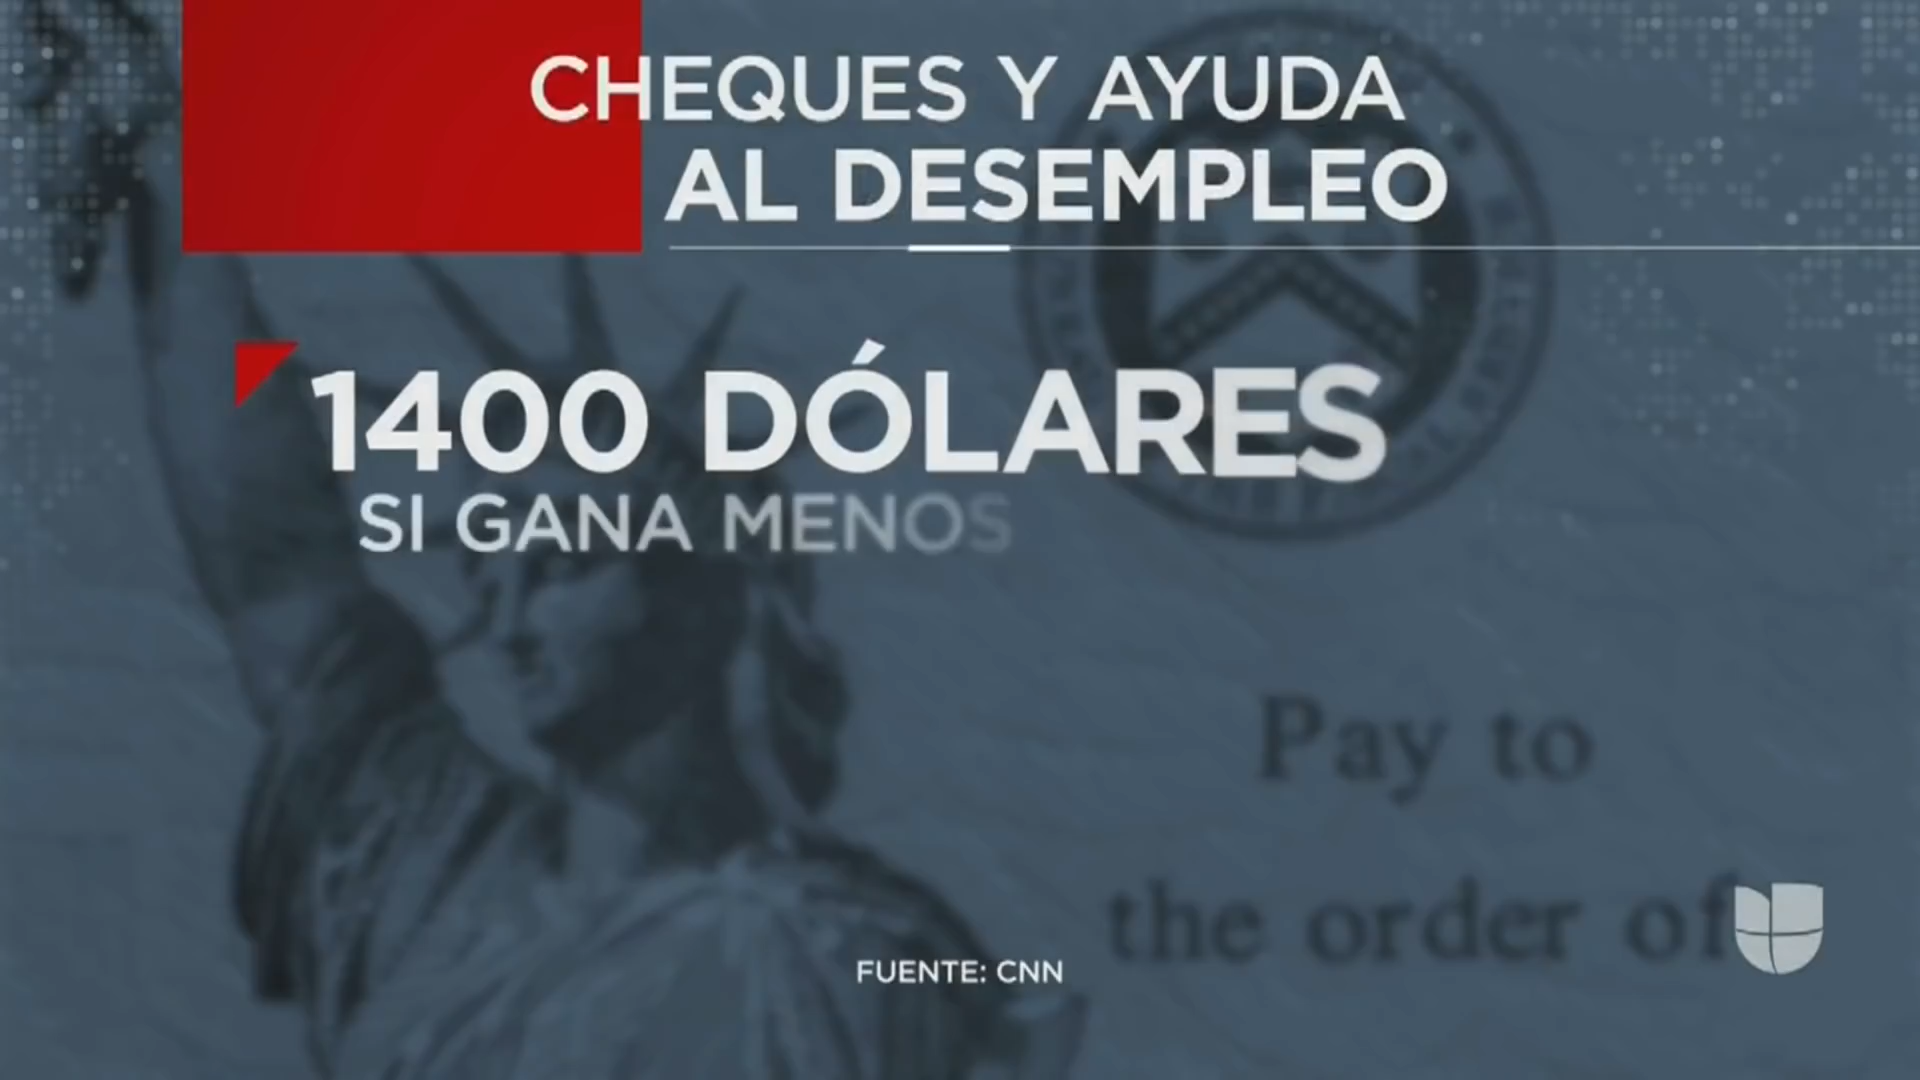 CHEQUES Y AYUDA
AL DESEMPLEO
1400 DÓLARES
SI GANA MENOS
Pay to
the order of
FUENTE: CNN